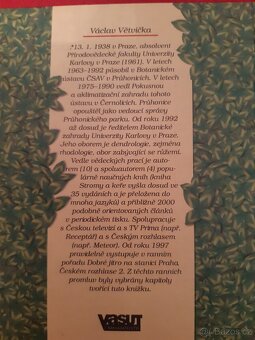 Václav Větvička
*13. 1. 1938 v Praze, absolvent
Přírodovědecké fakulty Univerzity
Karlovy v Praze (1961). V letech
1963-1992 působil v Botanickém
ústavu ČSAV v Průhonicích. V letech
1975-1990 vedl Pokusnou
a aklimatizační zahradu tohoto
ústavu v Černolicích. Průhonice
opouštěl jako vedoucí správy
Průhonického parku. Od roku 1992
až dosud je ředitelem Botanické
zahrady Univerzity Karlovy v Praze.
Jeho oborem je dendrologie, zejména
rhodologie, obor zabývající se růžemi.
Vedle vědeckých prací je auto-
rem (10) a spoluautorem (4) popu-
lárně naučných knih (kniha
Stromy a keře vyšla dosud ve
35 vydáních a je přeložena do
mnoha jazyků) a přibližně 2000
podobně orientovaných článků
v periodickém tisku. Spolupracuje
s Českou televizí a s TV Prima (např.
Receptář) a s Českým rozhlasem
(např. Meteor). Od roku 1997
pravidelně vystupuje v ranním
pořadu Dobré jitro na stanici Praha,
Českém rozhlase 2. Z těchto ranních
promluv byly vybrány kapitoly
tvořící tuto knížku.
VAŠUT